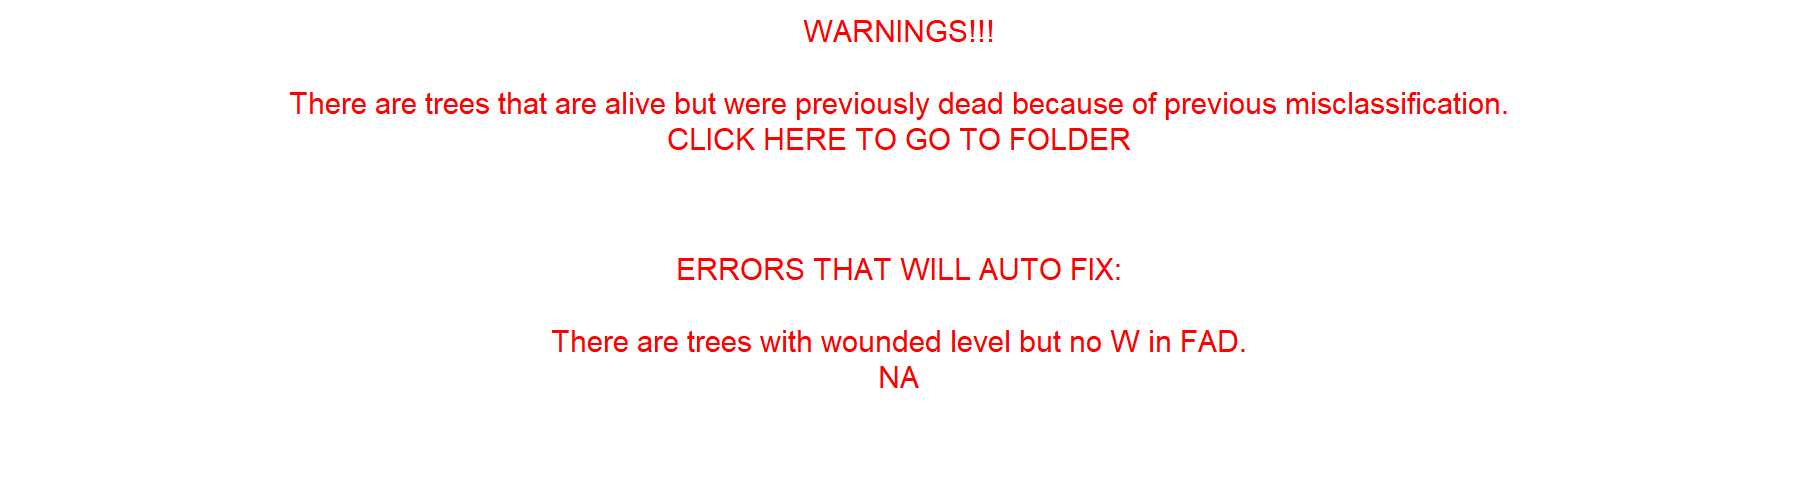 WARNINGS!!!
There are trees that are alive but were previously dead because of previous misclassification.
CLICK HERE TO GO TO FOLDER
ERRORS THAT WILL AUTO FIX:
There are trees with wounded level but no W in FAD.
NA